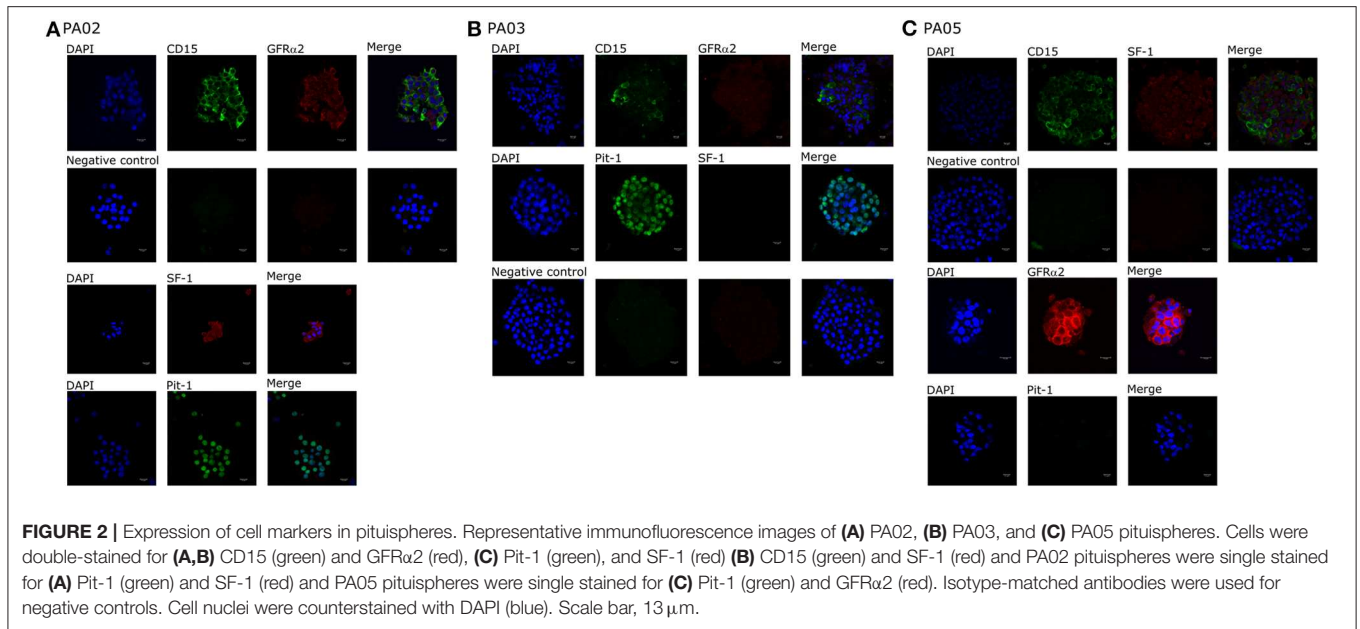 A PA02
DAPI CD15 GFRα2 Merge
Negative control
DAPI SF-1 Merge
DAPI Pit-1 Merge
B PA03
DAPI CD15 GFRα2 Merge
DAPI Pit-1 SF-1 Merge
Negative control
C PA05
DAPI CD15 SF-1 Merge
Negative control
DAPI GFRα2 Merge
DAPI Pit-1 Merge
FIGURE 2 | Expression of cell markers in pituispheres. Representative immunofluorescence images of (A) PA02, (B) PA03, and (C) PA05 pituispheres. Cells were
double-stained for (A,B) CD15 (green) and GFRα2 (red), (C) Pit-1 (green), and SF-1 (red) (B) CD15 (green) and SF-1 (red) and PA02 pituispheres were single stained
for (A) Pit-1 (green) and SF-1 (red) and PA05 pituispheres were single stained for (C) Pit-1 (green) and GFRα2 (red). Isotype-matched antibodies were used for
negative controls. Cell nuclei were counterstained with DAPI (blue). Scale bar, 13 μm.